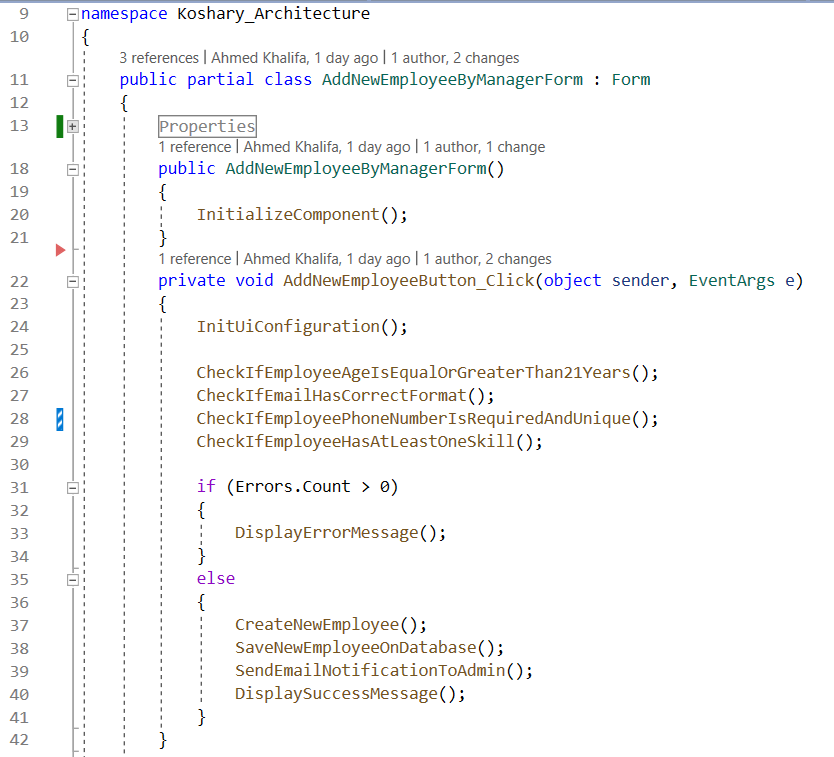 9 namespace Koshary_Architecture
10 {
3 references | Ahmed Khalifa, 1 day ago | 1 author, 2 changes
11 public partial class AddNewEmployeeByManagerForm : Form
12 {
13 Properties
1 reference | Ahmed Khalifa, 1 day ago | 1 author, 1 change
18 public AddNewEmployeeByManagerForm()
19 {
20 InitializeComponent();
21 }
1 reference | Ahmed Khalifa, 1 day ago | 1 author, 2 changes
22 private void AddNewEmployeeButton_Click(object sender, EventArgs e)
23 {
24 InitUiConfiguration();
25
26 CheckIfEmployeeAgeIsEqualOrGreaterThan21Years();
27 CheckIfEmailHasCorrectFormat();
28 CheckIfEmployeePhoneNumberIsRequiredAndUnique();
29 CheckIfEmployeeHasAtLeastOneSkill();
30
31 if (Errors.Count > 0)
32 {
33 DisplayErrorMessage();
34 }
35 else
36 {
37 CreateNewEmployee();
38 SaveNewEmployeeOnDatabase();
39 SendEmailNotificationToAdmin();
40 DisplaySuccessMessage();
41 }
42 }